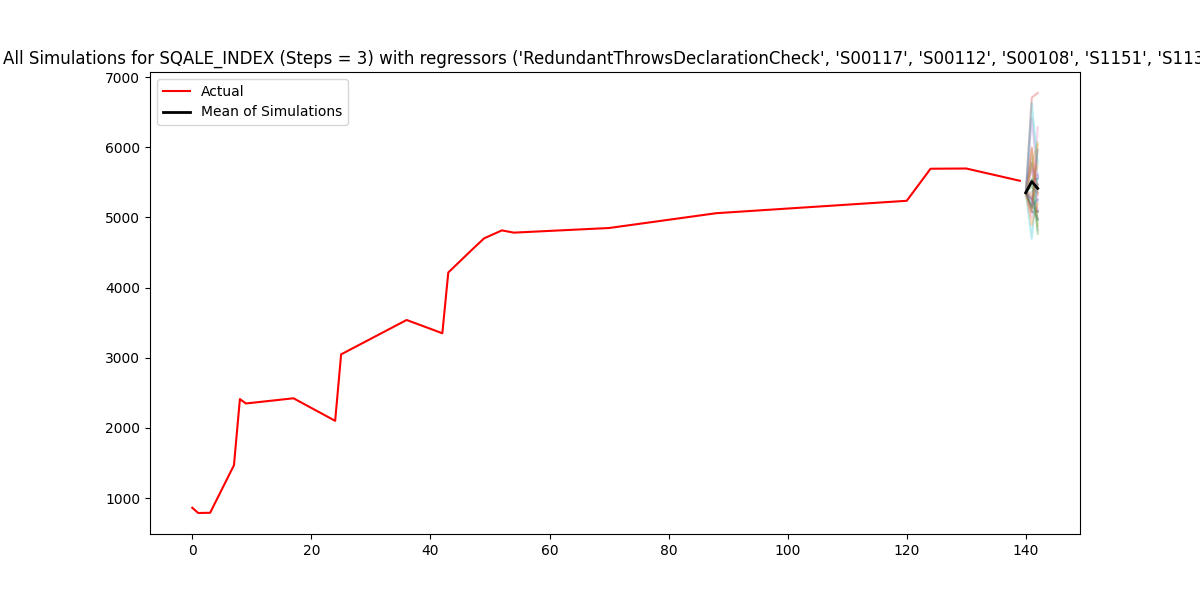 All Simulations for SQALE_INDEX (Steps = 3) with regressors ('RedundantThrowsDeclarationCheck', 'S00117', 'S00112', 'S00108', 'S1151', 'S113
Actual
Mean of Simulations
7000
6000
5000
4000
3000
2000
1000
0 20 40 60 80 100 120 140